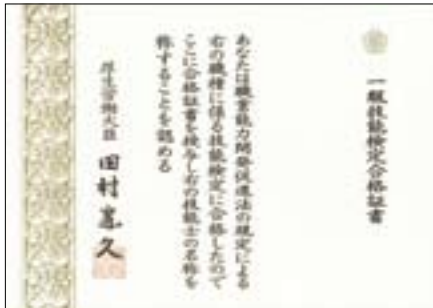 一級技能検定合格証書
あなたは職業能力開発促進法の規定による
右の職種に係る技能検定に合格したので
ここに合格証書を授与し右の技能士の名称を
称することを認める
厚生労働大臣 田村憲久